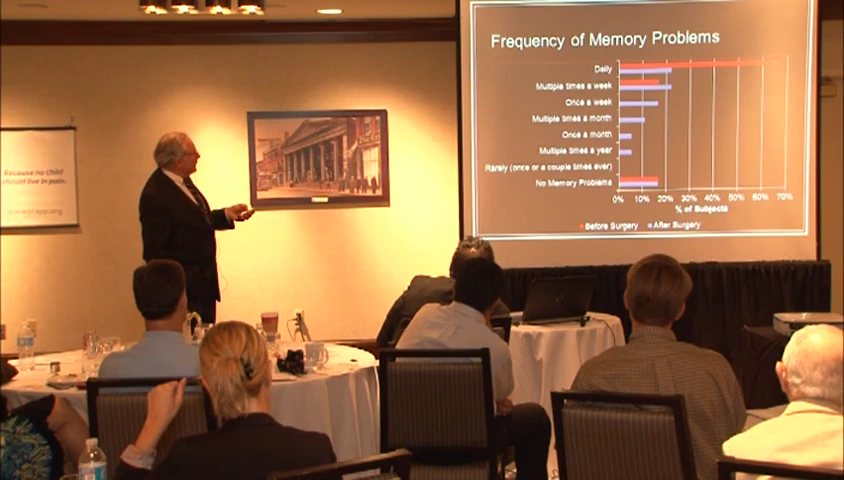 Because no child
should live in pain.
Frequency of Memory Problems
Daily
Multiple times a week
Once a week
Multiple times a month
Once a month
Multiple times a year
Rarely (once or a couple times ever)
No Memory Problems
0% 10% 20% 30% 40% 50% 60% 70%
% of Subjects
Before Surgery After Surgery